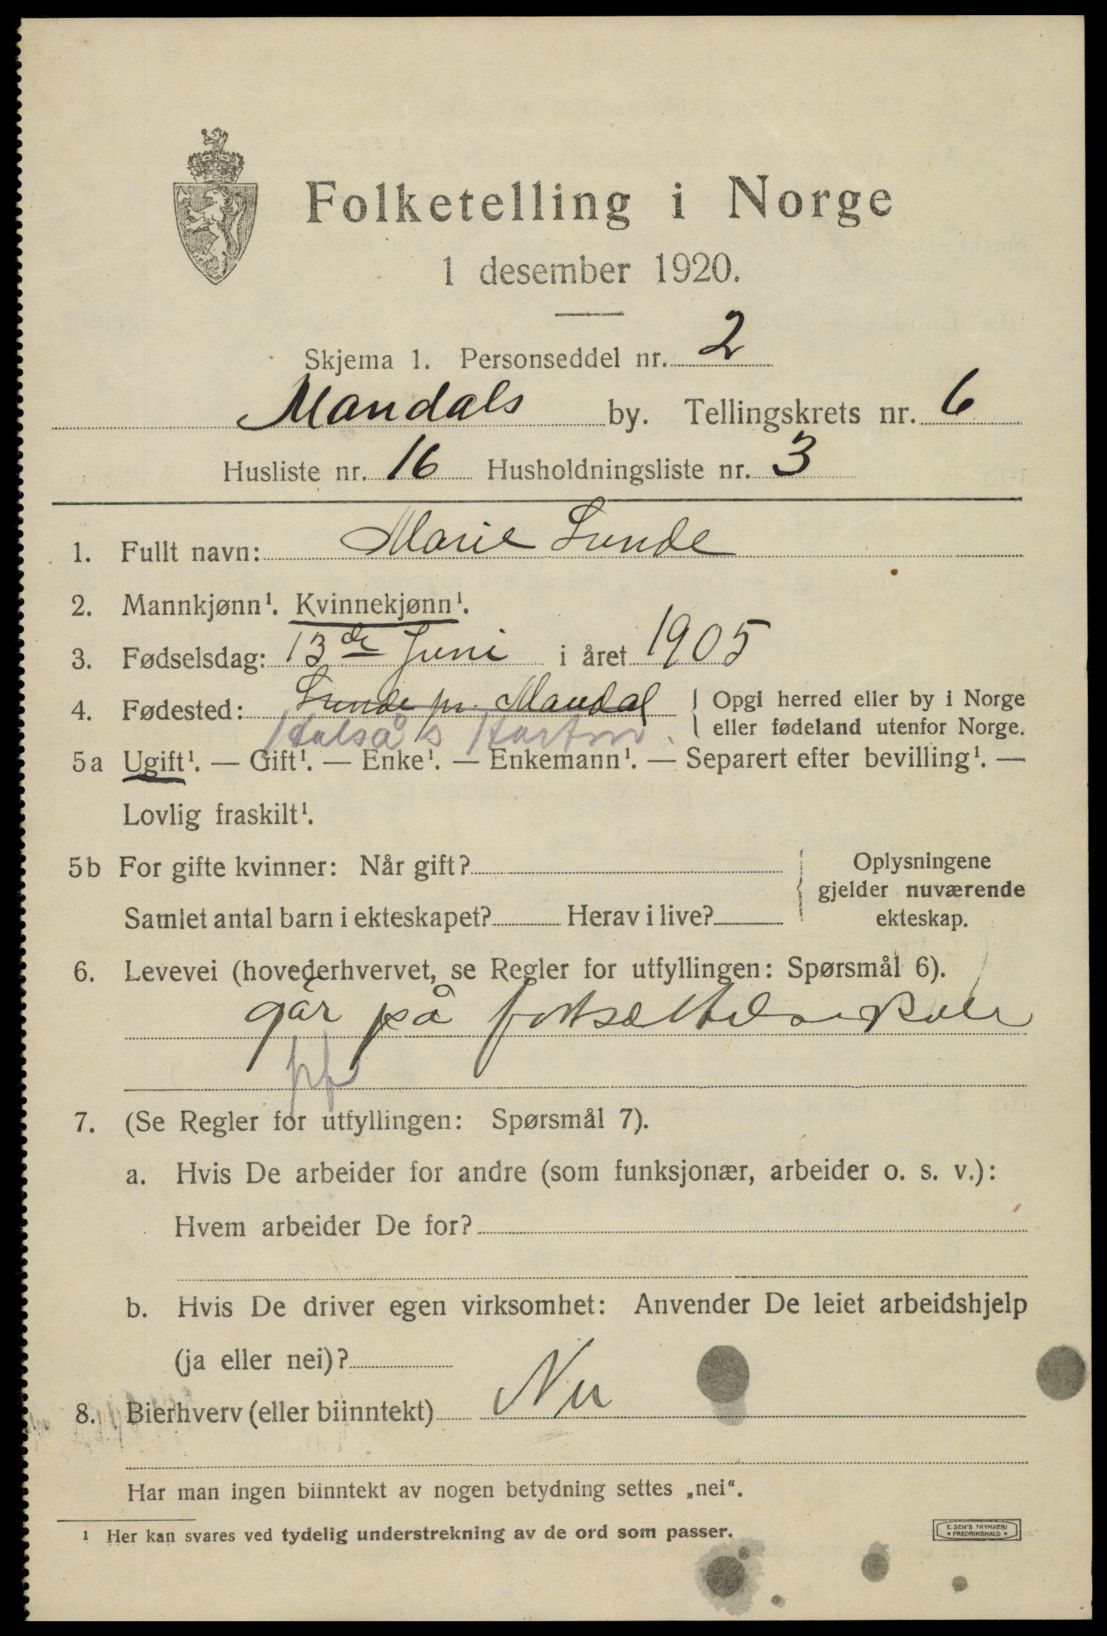 Folketelling i Norge
1 desember 1920.
Skjema 1. Personseddel nr. 2
Mandals by. Tellingskrets nr. 6
Husliste nr. 16 Husholdningsliste nr. 3
1. Fullt navn: Marie Lunde
2. Mannkjønn¹. Kvinnekjønn¹.
3. Fødselsdag: 13de Juni i året 1905
4. Fødested: Lunde pr. Mandal { Opgi herred eller by i Norge
Halså & Hartm. eller fødeland utenfor Norge.
5a Ugift¹. — Gift¹. — Enke¹. — Enkemann¹. — Separert efter bevilling¹. —
Lovlig fraskilt¹.
5b For gifte kvinner: Når gift? { Oplysningene
gjelder nuværende
Samlet antal barn i ekteskapet? Herav i live? ekteskap.
6. Levevei (hovederhvervet, se Regler for utfyllingen: Spørsmål 6).
går på fortsættelseskole
pf
7. (Se Regler for utfyllingen: Spørsmål 7).
a. Hvis De arbeider for andre (som funksjonær, arbeider o. s. v.):
Hvem arbeider De for?
b. Hvis De driver egen virksomhet: Anvender De leiet arbeidshjelp
(ja eller nei)?
8. Bierhverv (eller biinntekt) Nei
Har man ingen biinntekt av nogen betydning settes „nei“.
¹ Her kan svares ved tydelig understrekning av de ord som passer.
E. SEM'S TRYKKERI
FREDRIKSHALD